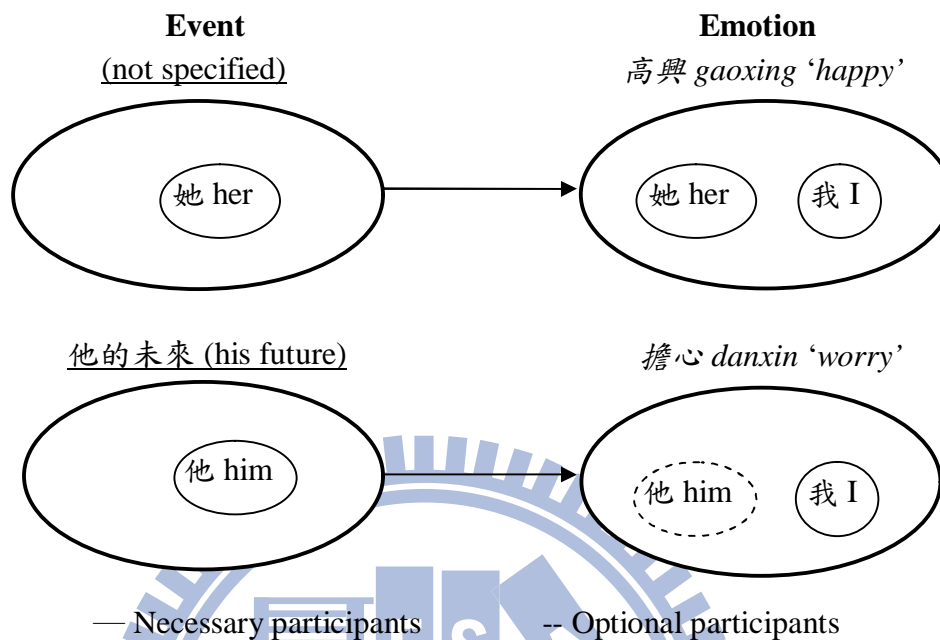 Event Emotion
(not specified) 高興 gaoxing ‘happy’
她 her 她 her 我 I
他的未來 (his future) 擔心 danxin ‘worry’
他 him 他 him 我 I
— Necessary participants -- Optional participants